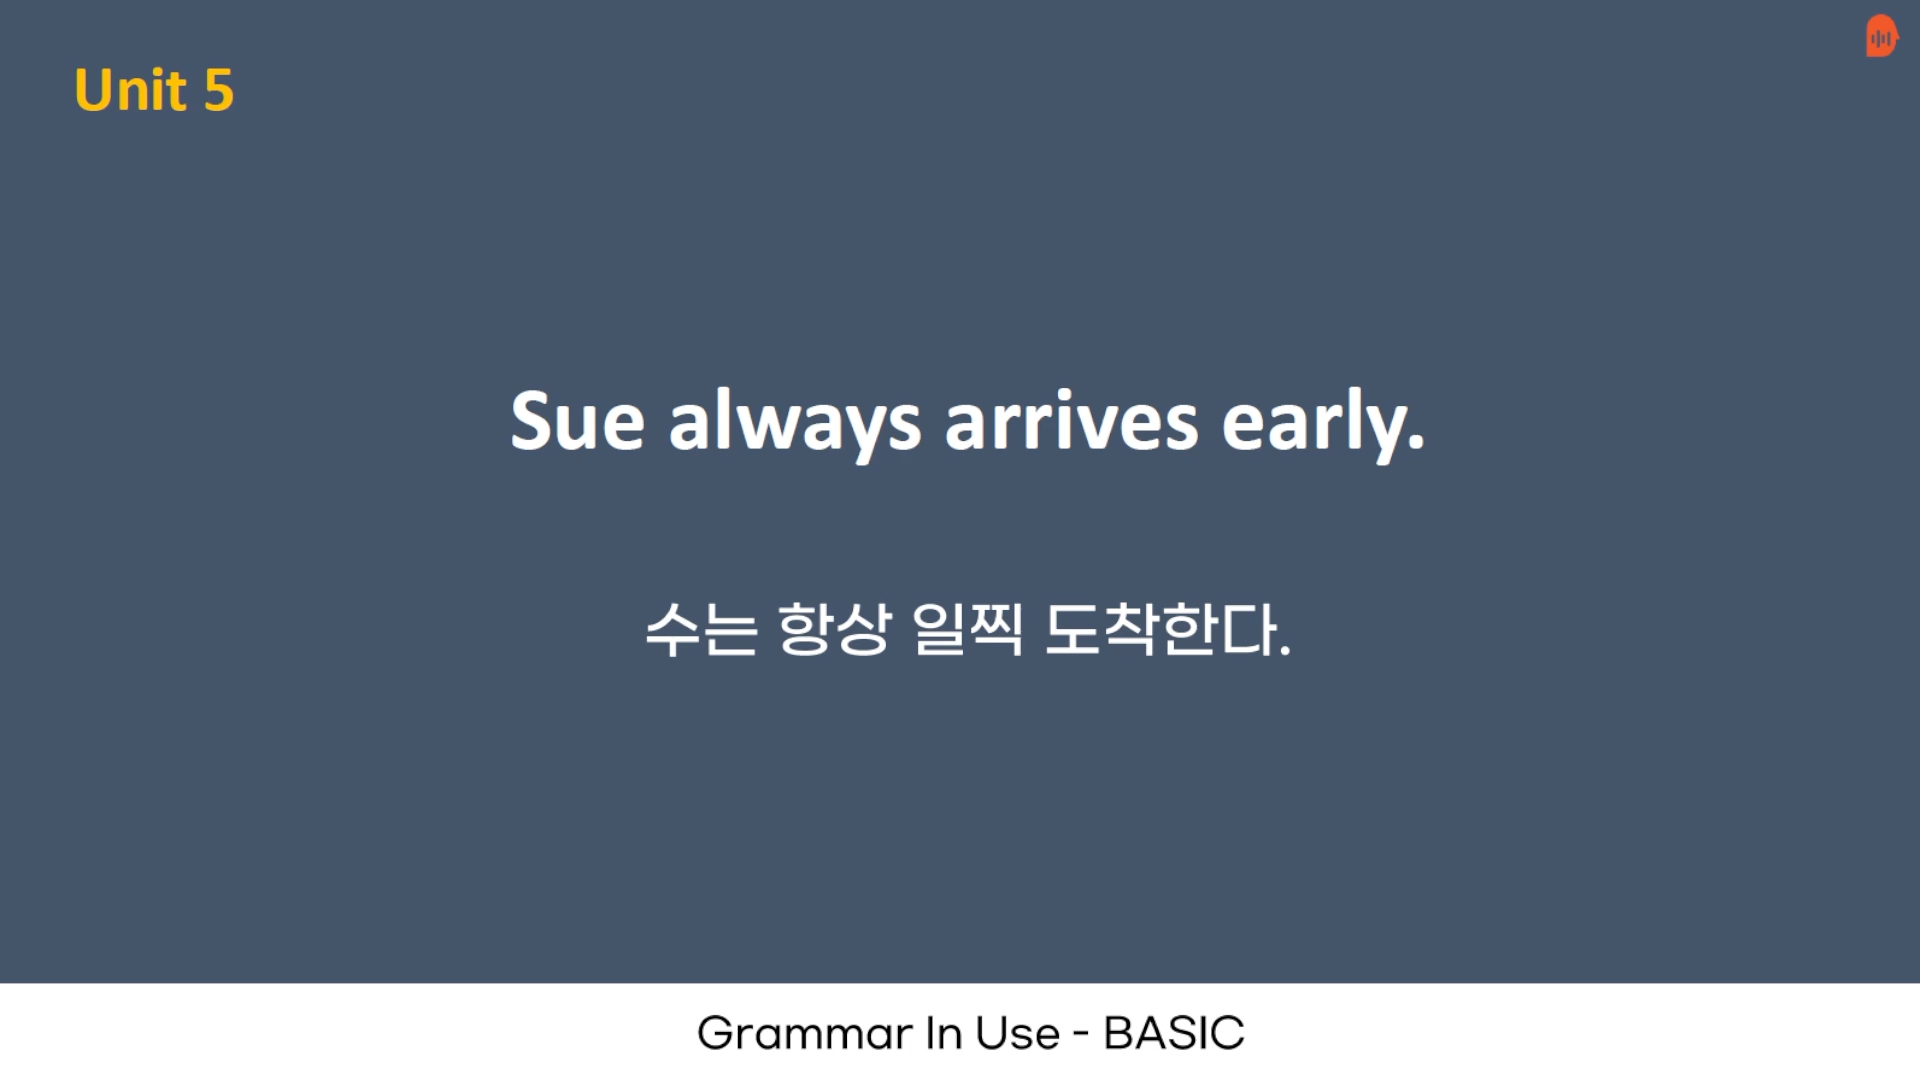 Unit 5
Sue always arrives early.
수는 항상 일찍 도착한다.
Grammar In Use - BASIC